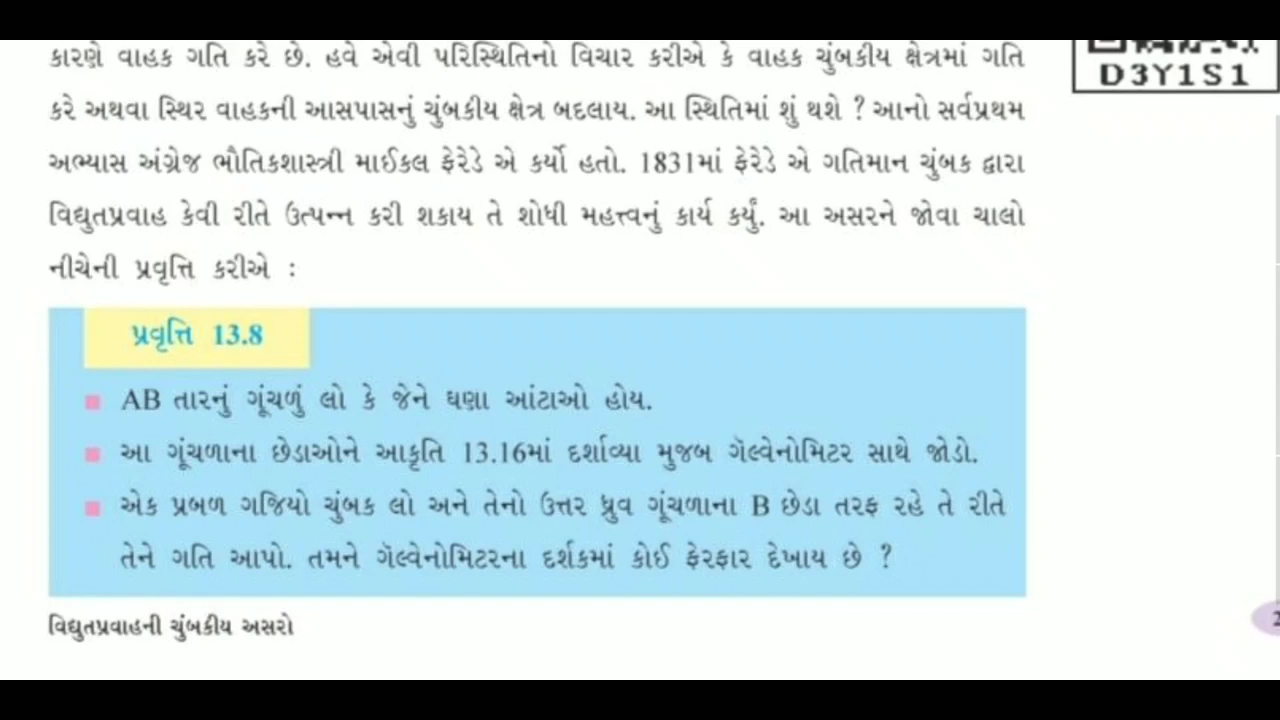 કારણે વાહક ગતિ કરે છે. હવે એવી પરિસ્થિતિનો વિચાર કરીએ કે વાહક ચુંબકીય ક્ષેત્રમાં ગતિ
કરે અથવા સ્થિર વાહકની આસપાસનું ચુંબકીય ક્ષેત્ર બદલાય. આ સ્થિતિમાં શું થશે ? આનો સર્વપ્રથમ
અભ્યાસ અંગ્રેજ ભૌતિકશાસ્ત્રી માઈકલ ફેરેડે એ કર્યો હતો. 1831માં ફેરેડે એ ગતિમાન ચુંબક દ્વારા
વિદ્યુતપ્રવાહ કેવી રીતે ઉત્પન્ન કરી શકાય તે શોધી મહત્ત્વનું કાર્ય કર્યું. આ અસરને જોવા ચાલો
નીચેની પ્રવૃત્તિ કરીએ :
D3Y1S1
પ્રવૃત્તિ 13.8
AB તારનું ગૂંચળું લો કે જેને ઘણા આંટાઓ હોય.
આ ગૂંચળાના છેડાઓને આકૃતિ 13.16માં દર્શાવ્યા મુજબ ગૅલ્વેનોમિટર સાથે જોડો.
એક પ્રબળ ગજિયો ચુંબક લો અને તેનો ઉત્તર ધ્રુવ ગૂંચળાના B છેડા તરફ રહે તે રીતે
તેને ગતિ આપો. તમને ગૅલ્વેનોમિટરના દર્શકમાં કોઈ ફેરફાર દેખાય છે ?
વિદ્યુતપ્રવાહની ચુંબકીય અસરો